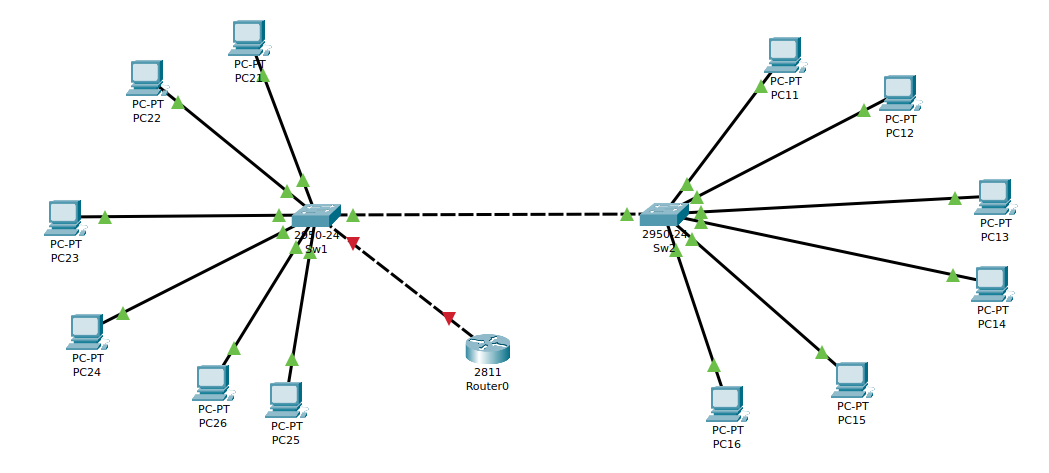 PC-PT
PC21
PC-PT
PC22
PC-PT
PC11
PC-PT
PC12
PC-PT
PC23
2950-24
Sw1
2950-24
Sw2
PC-PT
PC13
PC-PT
PC14
PC-PT
PC24
2811
Router0
PC-PT
PC26
PC-PT
PC25
PC-PT
PC15
PC-PT
PC16